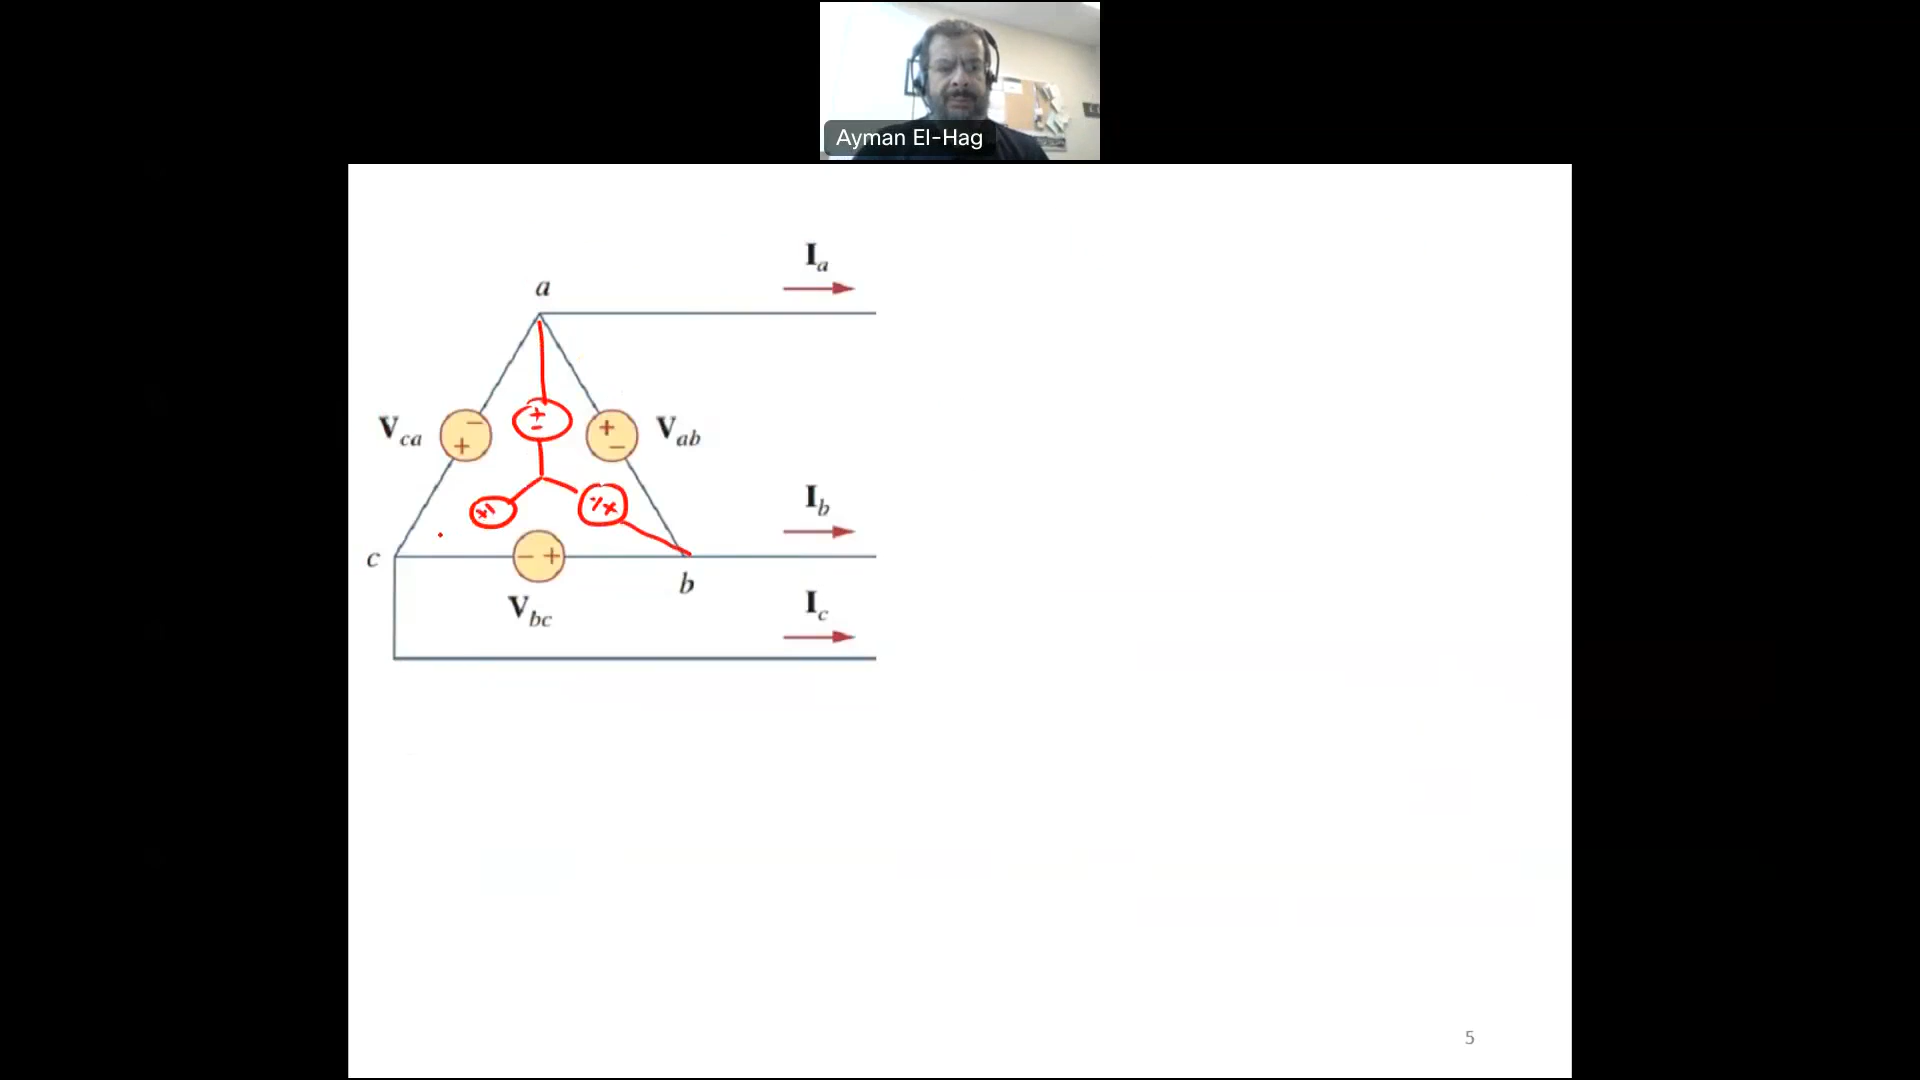 Ayman El-Hag
I_a
a
+
-
-
+
+
-
V_ca
V_ab
I_b
+
-
-
+
c
- +
b
V_bc
I_c
5